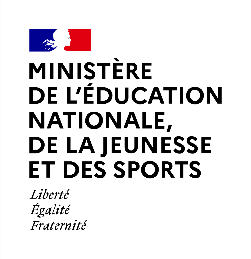 MINISTÈRE
DE L'ÉDUCATION
NATIONALE,
DE LA JEUNESSE
ET DES SPORTS
Liberté
Égalité
Fraternité